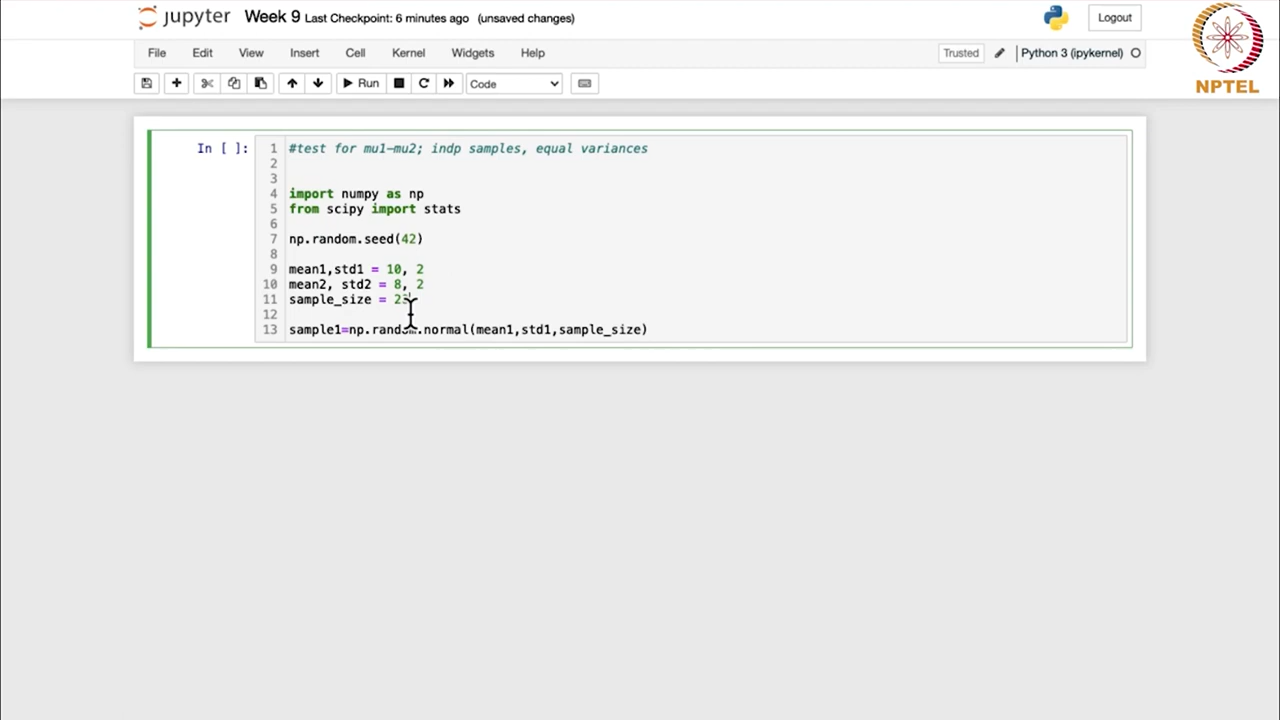 jupyter Week 9 Last Checkpoint: 6 minutes ago (unsaved changes)
Logout
File Edit View Insert Cell Kernel Widgets Help
Trusted Python 3 (ipykernel)
Run Code
NPTEL
In [ ]:
1 #test for mu1-mu2; indp samples, equal variances
2
3
4 import numpy as np
5 from scipy import stats
6
7 np.random.seed(42)
8
9 mean1,std1 = 10, 2
10 mean2, std2 = 8, 2
11 sample_size = 23
12
13 sample1=np.random.normal(mean1,std1,sample_size)